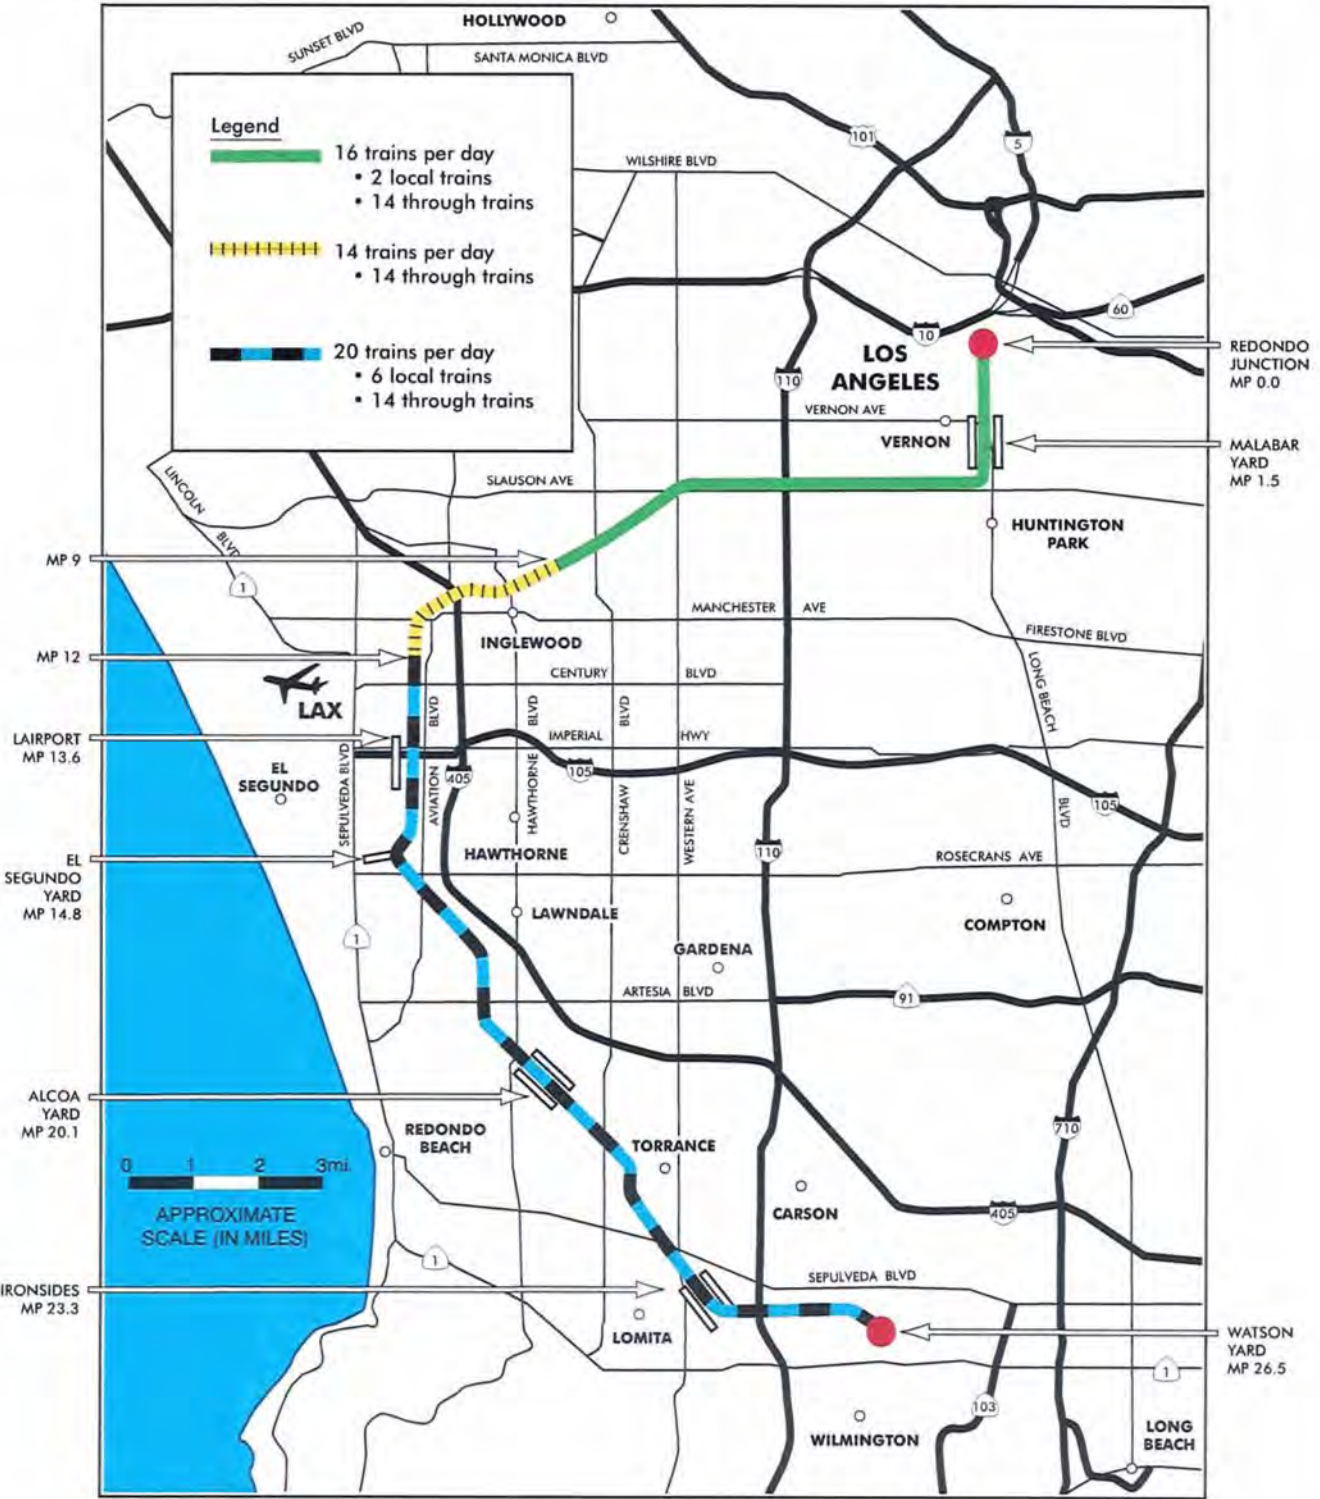 HOLLYWOOD
SUNSET BLVD
SANTA MONICA BLVD
Legend
16 trains per day
• 2 local trains
• 14 through trains
14 trains per day
• 14 through trains
20 trains per day
• 6 local trains
• 14 through trains
101
5
WILSHIRE BLVD
60
10
LOS
ANGELES
REDONDO
JUNCTION
MP 0.0
110
VERNON AVE
VERNON
MALABAR
YARD
MP 1.5
SLAUSON AVE
LINCOLN
BLVD
HUNTINGTON
PARK
MP 9
1
MANCHESTER AVE
FIRESTONE BLVD
INGLEWOOD
MP 12
CENTURY BLVD
LONG BEACH
BLVD
LAX
LAIRPORT
MP 13.6
SEPULVEDA BLVD
AVIATION BLVD
HAWTHORNE BLVD
CRENSHAW BLVD
WESTERN AVE
IMPERIAL HWY
EL
SEGUNDO
405
105
105
110
EL
SEGUNDO
YARD
MP 14.8
HAWTHORNE
ROSECRANS AVE
LAWNDALE
COMPTON
1
GARDENA
ARTESIA BLVD
91
ALCOA
YARD
MP 20.1
REDONDO
BEACH
TORRANCE
710
0 1 2 3mi.
APPROXIMATE
SCALE (IN MILES)
CARSON
405
1
SEPULVEDA BLVD
IRONSIDES
MP 23.3
LOMITA
WATSON
YARD
MP 26.5
1
103
WILMINGTON
LONG
BEACH